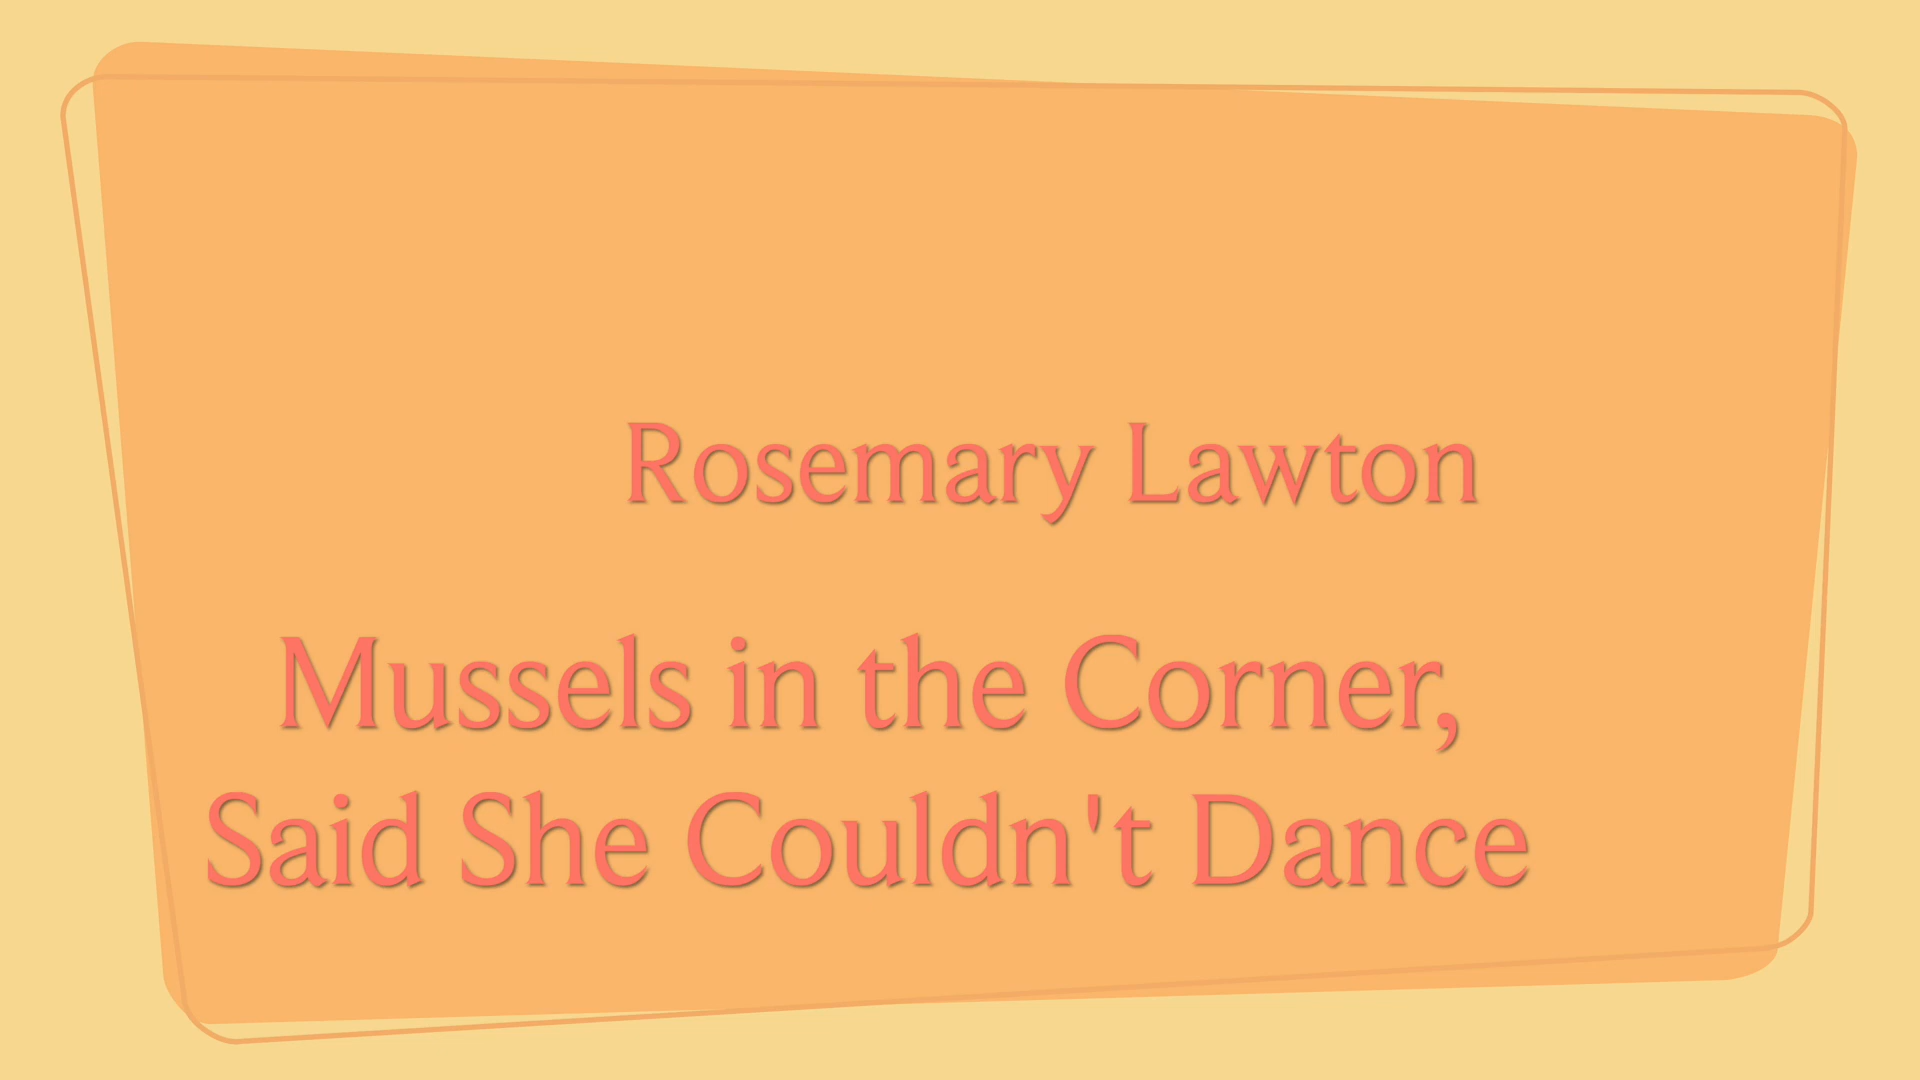 Rosemary Lawton
Mussels in the Corner,
Said She Couldn't Dance